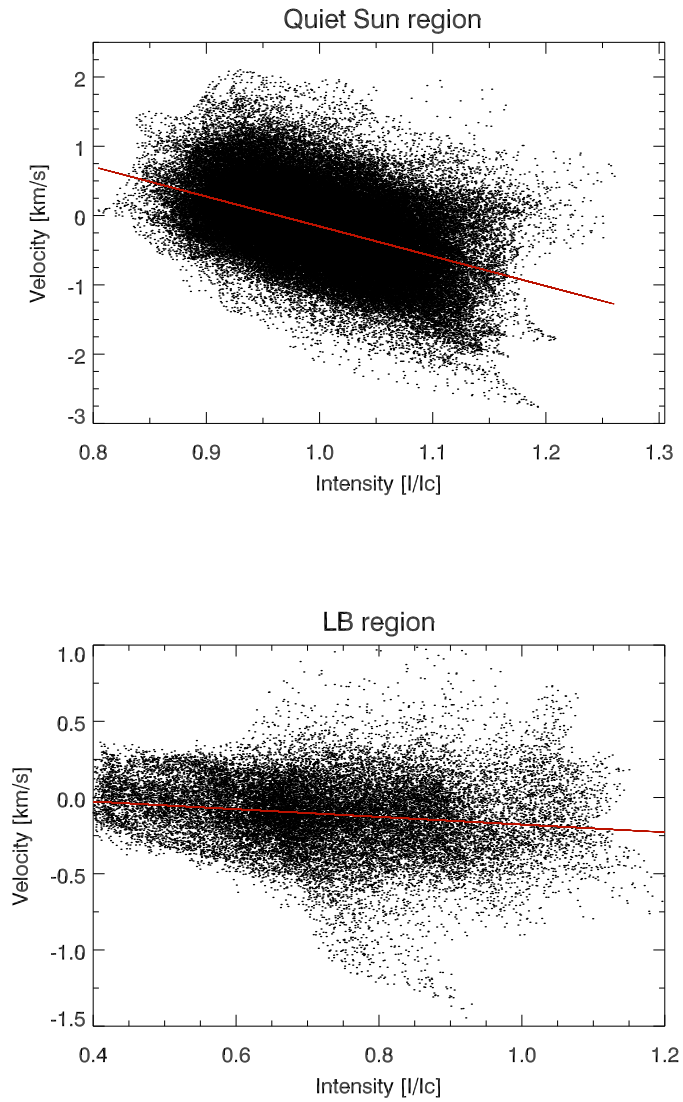 Quiet Sun region
2
1
0
-1
-2
-3
Velocity [km/s]
0.8 0.9 1.0 1.1 1.2 1.3
Intensity [I/Ic]
LB region
1.0
0.5
0.0
-0.5
-1.0
-1.5
Velocity [km/s]
0.4 0.6 0.8 1.0 1.2
Intensity [I/Ic]